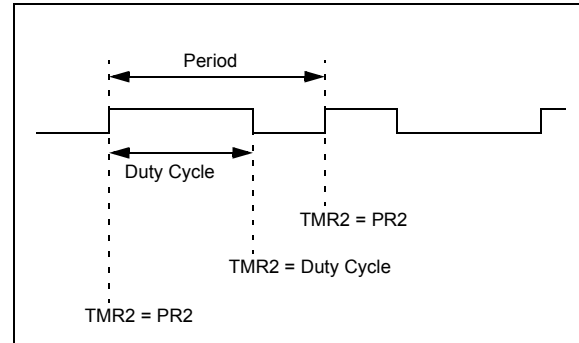 Period
Duty Cycle
TMR2 = PR2
TMR2 = Duty Cycle
TMR2 = PR2